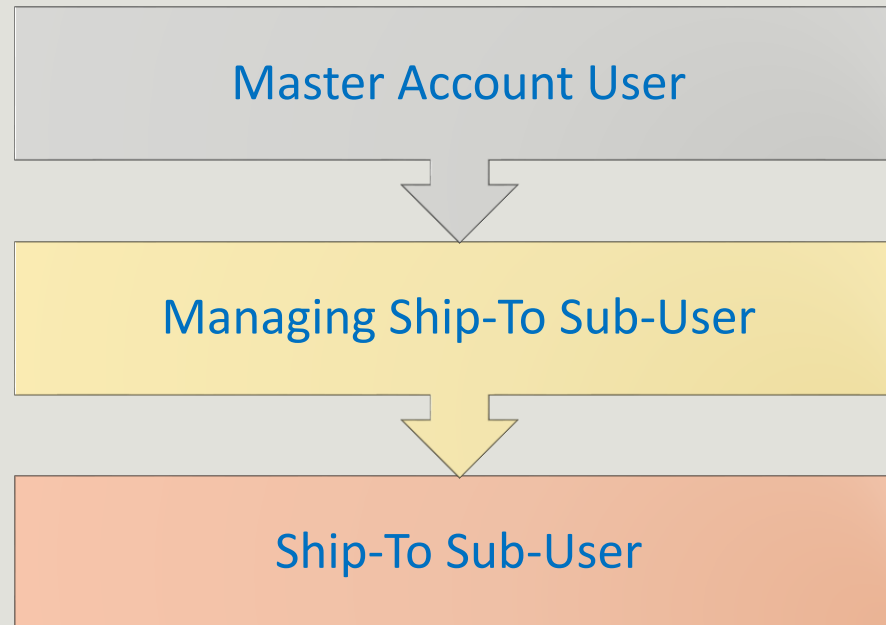 Master Account User
Managing Ship-To Sub-User
Ship-To Sub-User